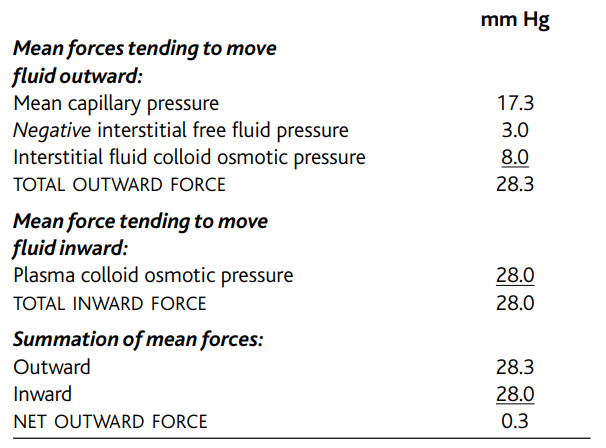 mm Hg
Mean forces tending to move
fluid outward:
Mean capillary pressure 17.3
Negative interstitial free fluid pressure 3.0
Interstitial fluid colloid osmotic pressure 8.0
TOTAL OUTWARD FORCE 28.3
Mean force tending to move
fluid inward:
Plasma colloid osmotic pressure 28.0
TOTAL INWARD FORCE 28.0
Summation of mean forces:
Outward 28.3
Inward 28.0
NET OUTWARD FORCE 0.3